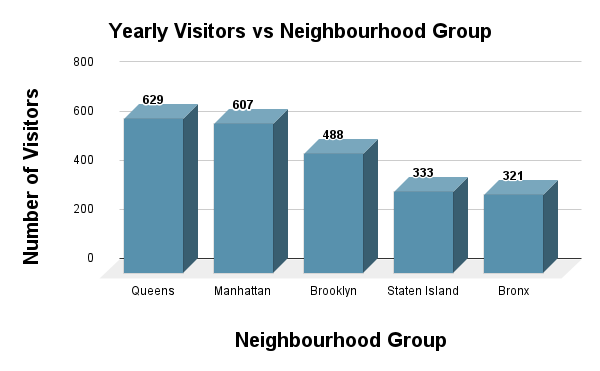 Yearly Visitors vs Neighbourhood Group
Number of Visitors
800
600
400
200
0
629
607
488
333
321
Queens
Manhattan
Brooklyn
Staten Island
Bronx
Neighbourhood Group